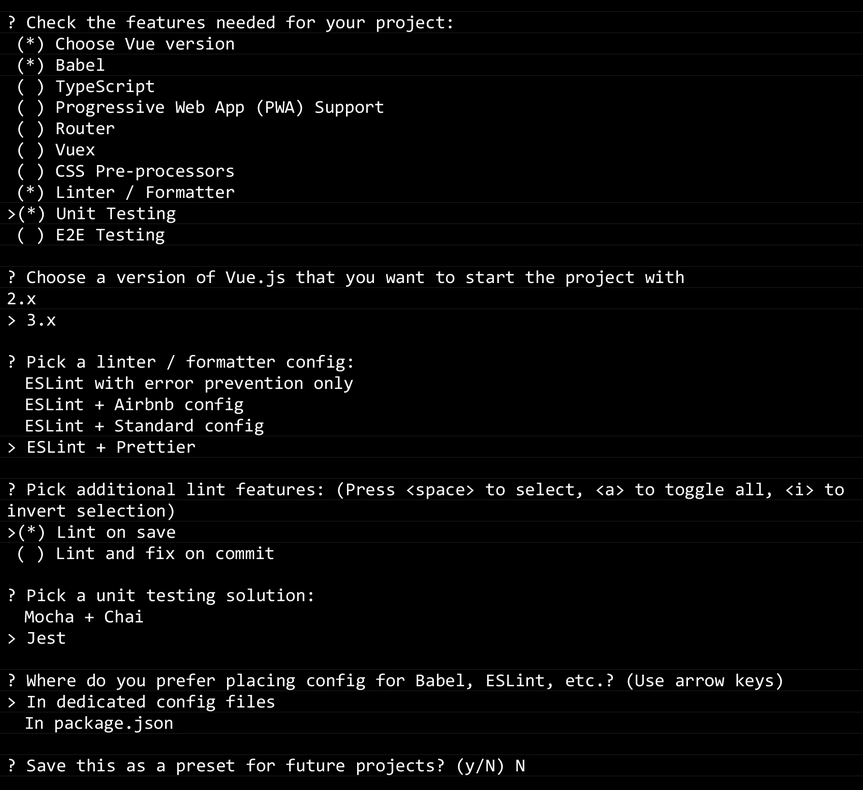 ? Check the features needed for your project:
(*) Choose Vue version
(*) Babel
( ) TypeScript
( ) Progressive Web App (PWA) Support
( ) Router
( ) Vuex
( ) CSS Pre-processors
(*) Linter / Formatter
>(*) Unit Testing
( ) E2E Testing
? Choose a version of Vue.js that you want to start the project with
2.x
> 3.x
? Pick a linter / formatter config:
ESLint with error prevention only
ESLint + Airbnb config
ESLint + Standard config
> ESLint + Prettier
? Pick additional lint features: (Press <space> to select, <a> to toggle all, <i> to
invert selection)
>(*) Lint on save
( ) Lint and fix on commit
? Pick a unit testing solution:
Mocha + Chai
> Jest
? Where do you prefer placing config for Babel, ESLint, etc.? (Use arrow keys)
> In dedicated config files
In package.json
? Save this as a preset for future projects? (y/N) N